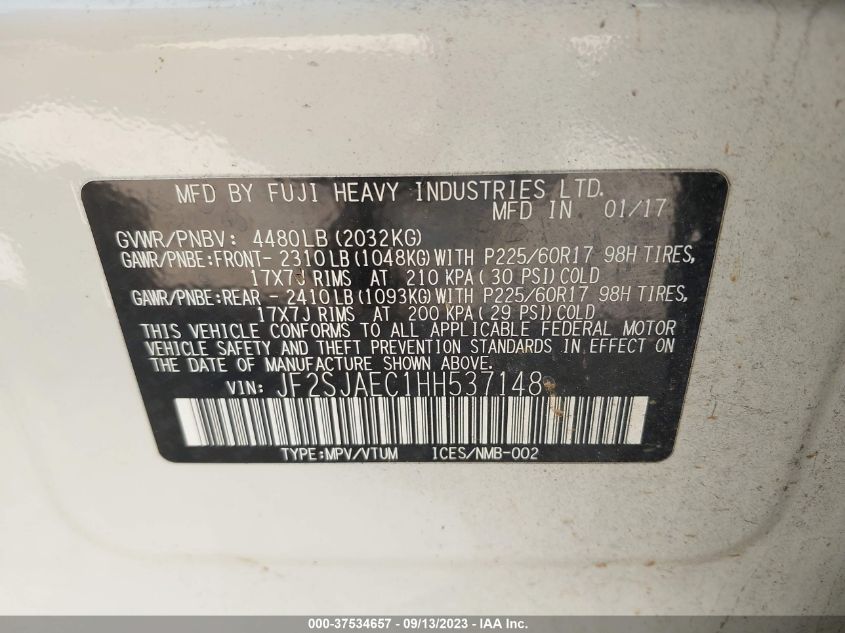 MFD BY FUJI HEAVY INDUSTRIES LTD.
MFD IN 01/17
GVWR/PNBV: 4480LB(2032KG)
GAWR/PNBE:FRONT- 2310LB(1048KG)WITH P225/60R17 98H TIRES,
17X7J RIMS AT 210 KPA( 30 PSI)COLD
GAWR/PNBE:REAR - 2410LB(1093KG)WITH P225/60R17 98H TIRES,
17X7J RIMS AT 200 KPA( 29 PSI)COLD
THIS VEHICLE CONFORMS TO ALL APPLICABLE FEDERAL MOTOR
VEHICLE SAFETY AND THEFT PREVENTION STANDARDS IN EFFECT ON
THE DATE OF MANUFACTURE SHOWN ABOVE.
VIN: JF2SJAEC1HH537148
TYPE:MPV/VTUM ICES/NMB-002
000-37534657 - 09/13/2023 - IAA Inc.